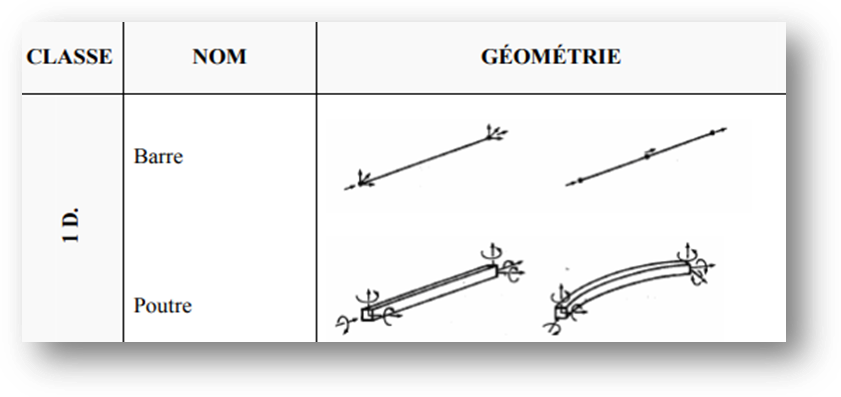 CLASSE NOM GÉOMÉTRIE
Barre
1 D.
Poutre